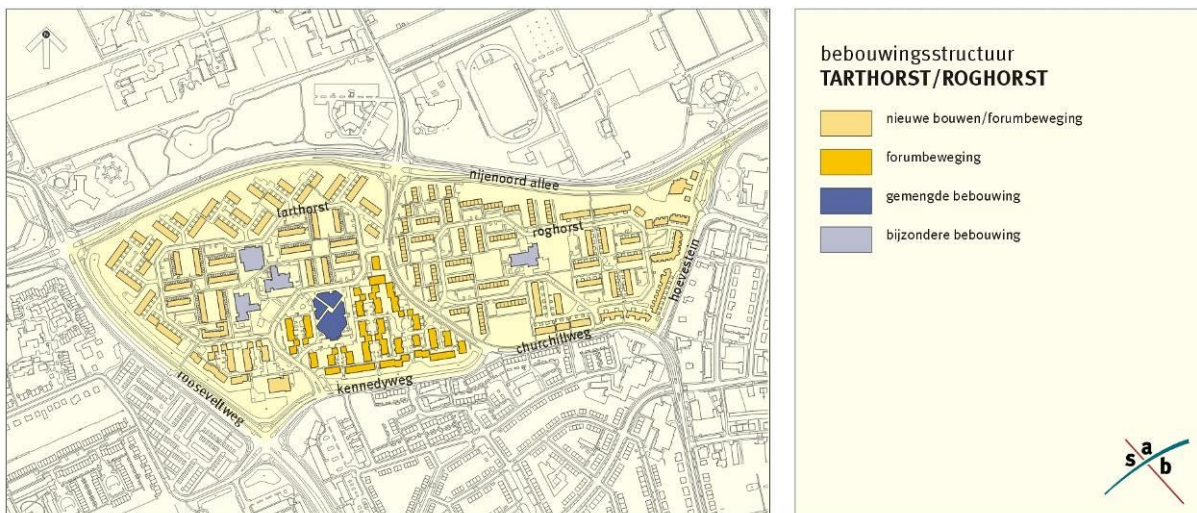 nijenoord allee
tarthorst
roghorst
hoevestein
churchillweg
kennedyweg
rooseveltweg
bebouwingsstructuur
TARTHORST/ROGHORST
nieuwe bouwen/forumbeweging
forumbeweging
gemengde bebouwing
bijzondere bebouwing
s a b